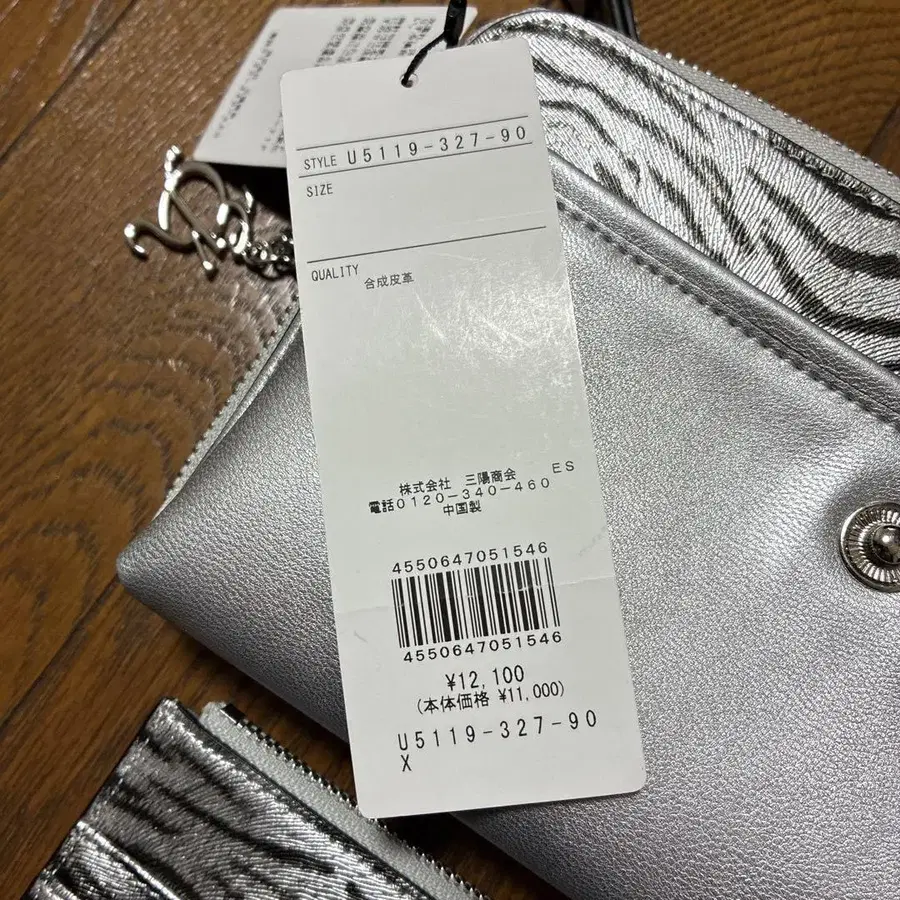 STYLE U5119-327-90
SIZE
QUALITY
合成皮革
株式会社 三陽商会 ES
電話0120-340-460
中国製
4550647051546
4550647051546
¥12,100
(本体価格 ¥11,000)
U5119-327-90
X